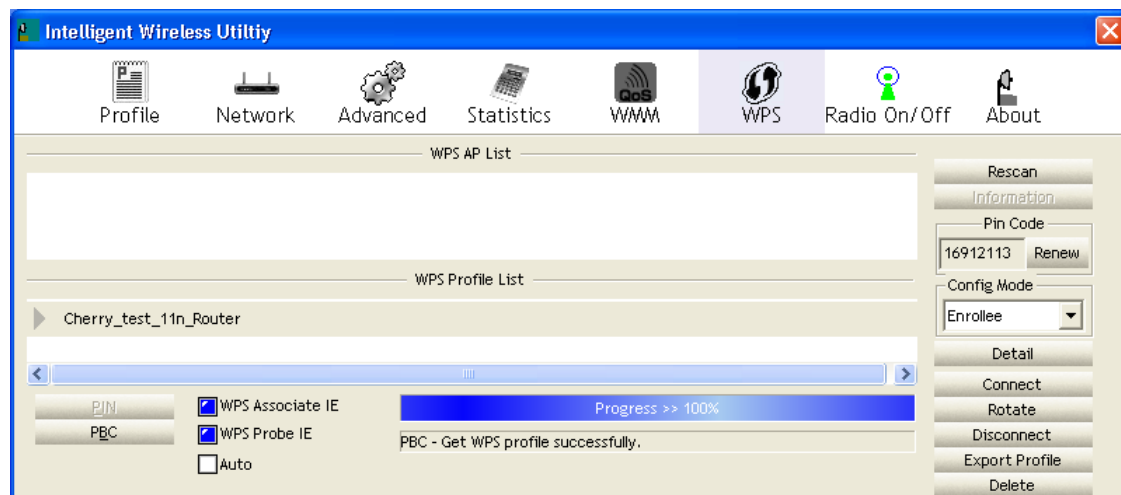 Intelligent Wireless Utiltiy
Profile Network Advanced Statistics WMM WPS Radio On/Off About
QoS
WPS AP List
Rescan
Information
Pin Code
16912113 Renew
WPS Profile List
Config Mode
Cherry_test_11n_Router
Enrollee
Detail
Connect
PIN
WPS Associate IE
Progress >> 100%
Rotate
PBC
WPS Probe IE
PBC - Get WPS profile successfully.
Disconnect
Auto
Export Profile
Delete